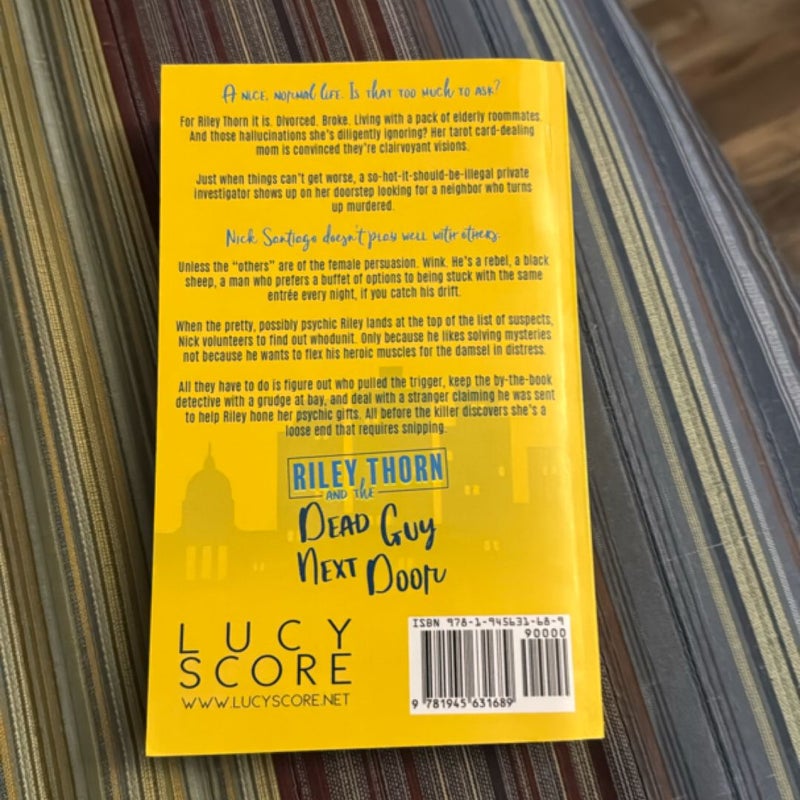 A nice, normal life. Is that too much to ask?
For Riley Thorn it is. Divorced. Broke. Living with a pack of elderly roommates.
And those hallucinations she's diligently ignoring? Her tarot card-dealing
mom is convinced they're clairvoyant visions.
Just when things can't get worse, a so-hot-it-should-be-illegal private
investigator shows up on her doorstep looking for a neighbor who turns
up murdered.
Nick Santiago doesn't play well with others.
Unless the “others” are of the female persuasion. Wink. He's a rebel, a black
sheep, a man who prefers a buffet of options to being stuck with the same
entrée every night, if you catch his drift.
When the pretty, possibly psychic Riley lands at the top of the list of suspects,
Nick volunteers to find out whodunit. Only because he likes solving mysteries
not because he wants to flex his heroic muscles for the damsel in distress.
All they have to do is figure out who pulled the trigger, keep the by-the-book
detective with a grudge at bay, and deal with a stranger claiming he was sent
to help Riley hone her psychic gifts. All before the killer discovers she's a
loose end that requires snipping.
RILEY THORN
AND THE
DEAD GUY
NEXT DOOR
LUCY
SCORE
WWW.LUCYSCORE.NET
ISBN 978-1-945631-68-9
90000
9 781945 631689